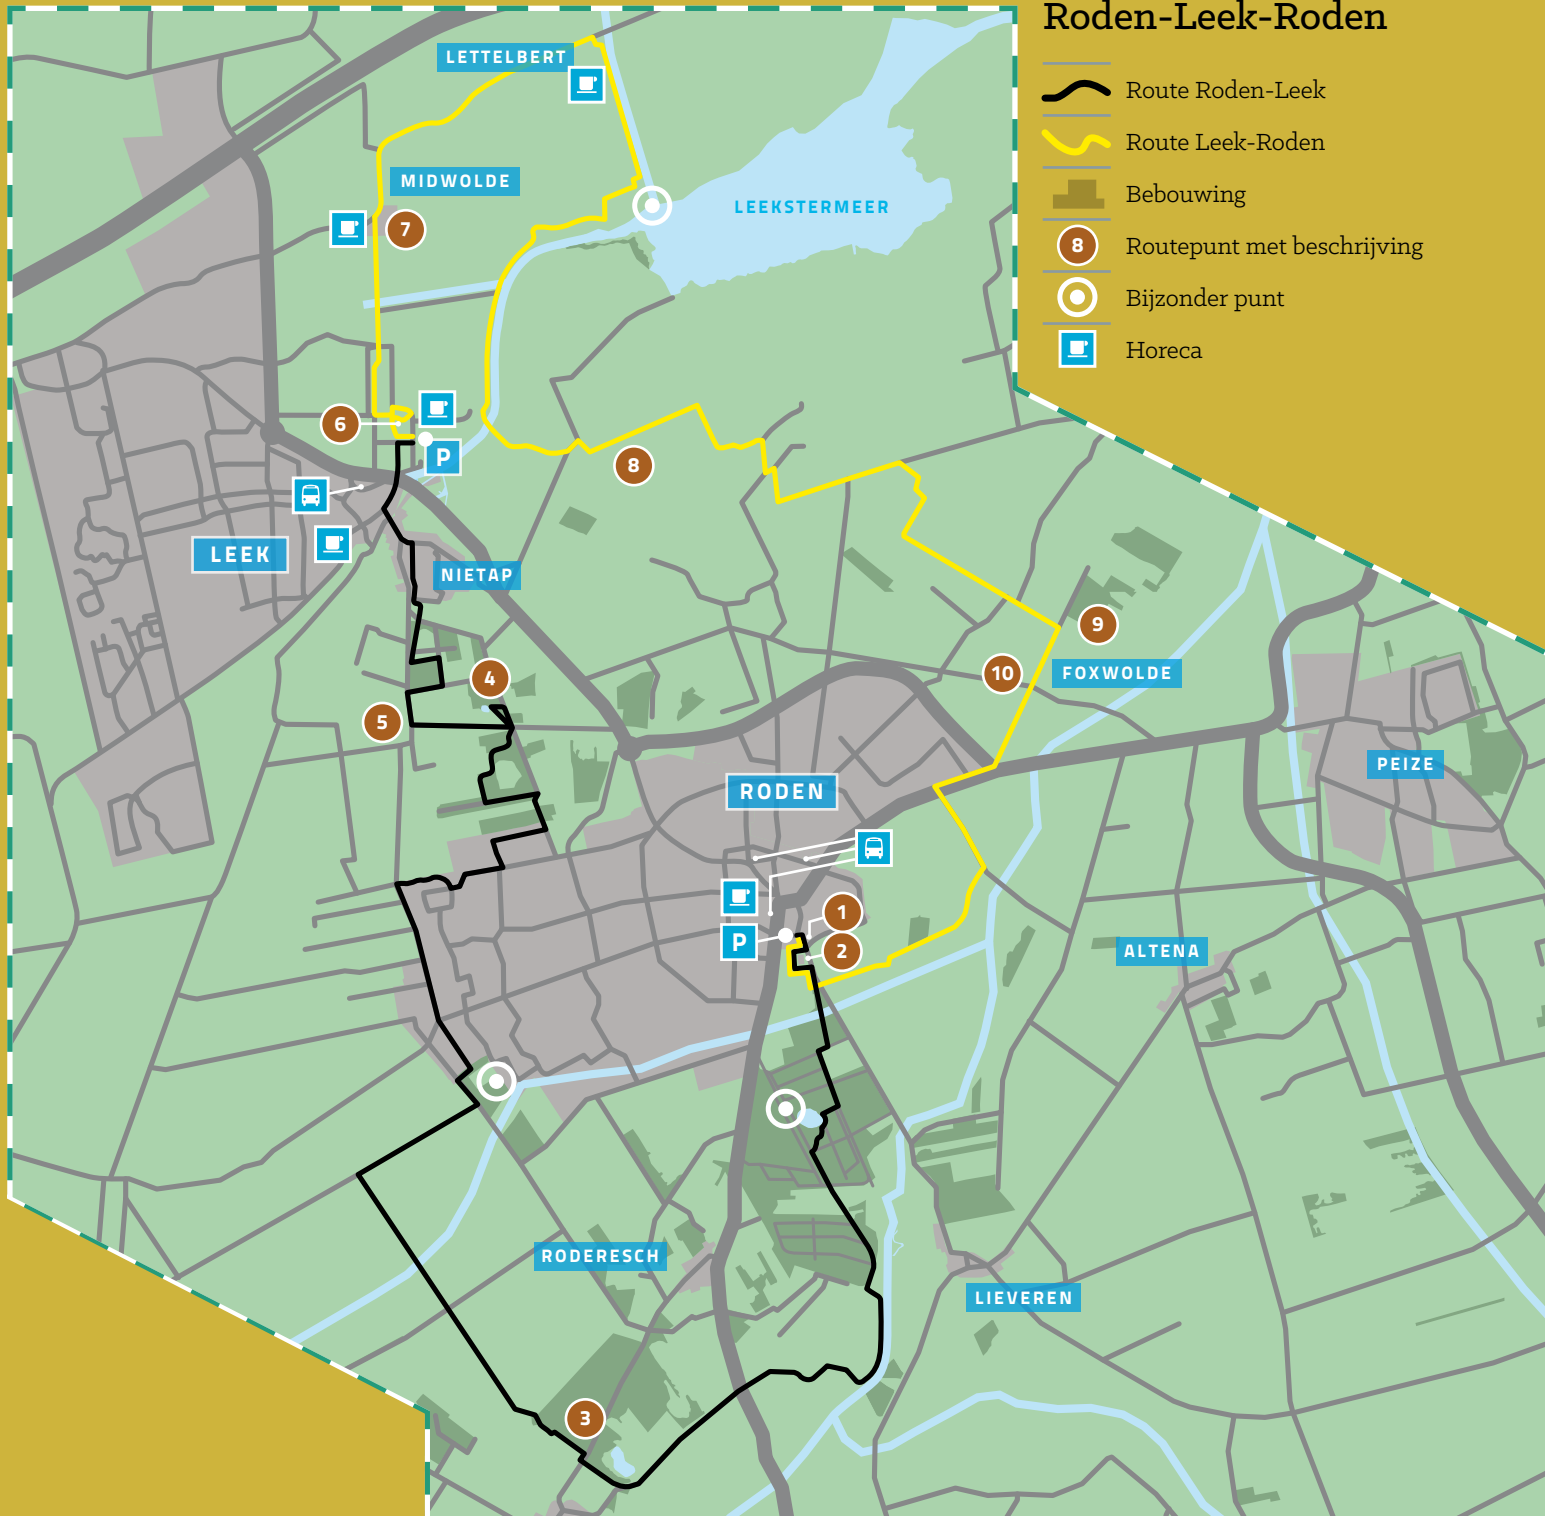 Roden-Leek-Roden
Route Roden-Leek
Route Leek-Roden
Bebouwing
8 Routepunt met beschrijving
Bijzonder punt
Horeca
LETTELBERT
MIDWOLDE
LEEKSTERMEER
7
6
P
8
LEEK
NIETAP
9
4
10
FOXWOLDE
5
PEIZE
RODEN
1
P
2
ALTENA
RODERESCH
LIEVEREN
3